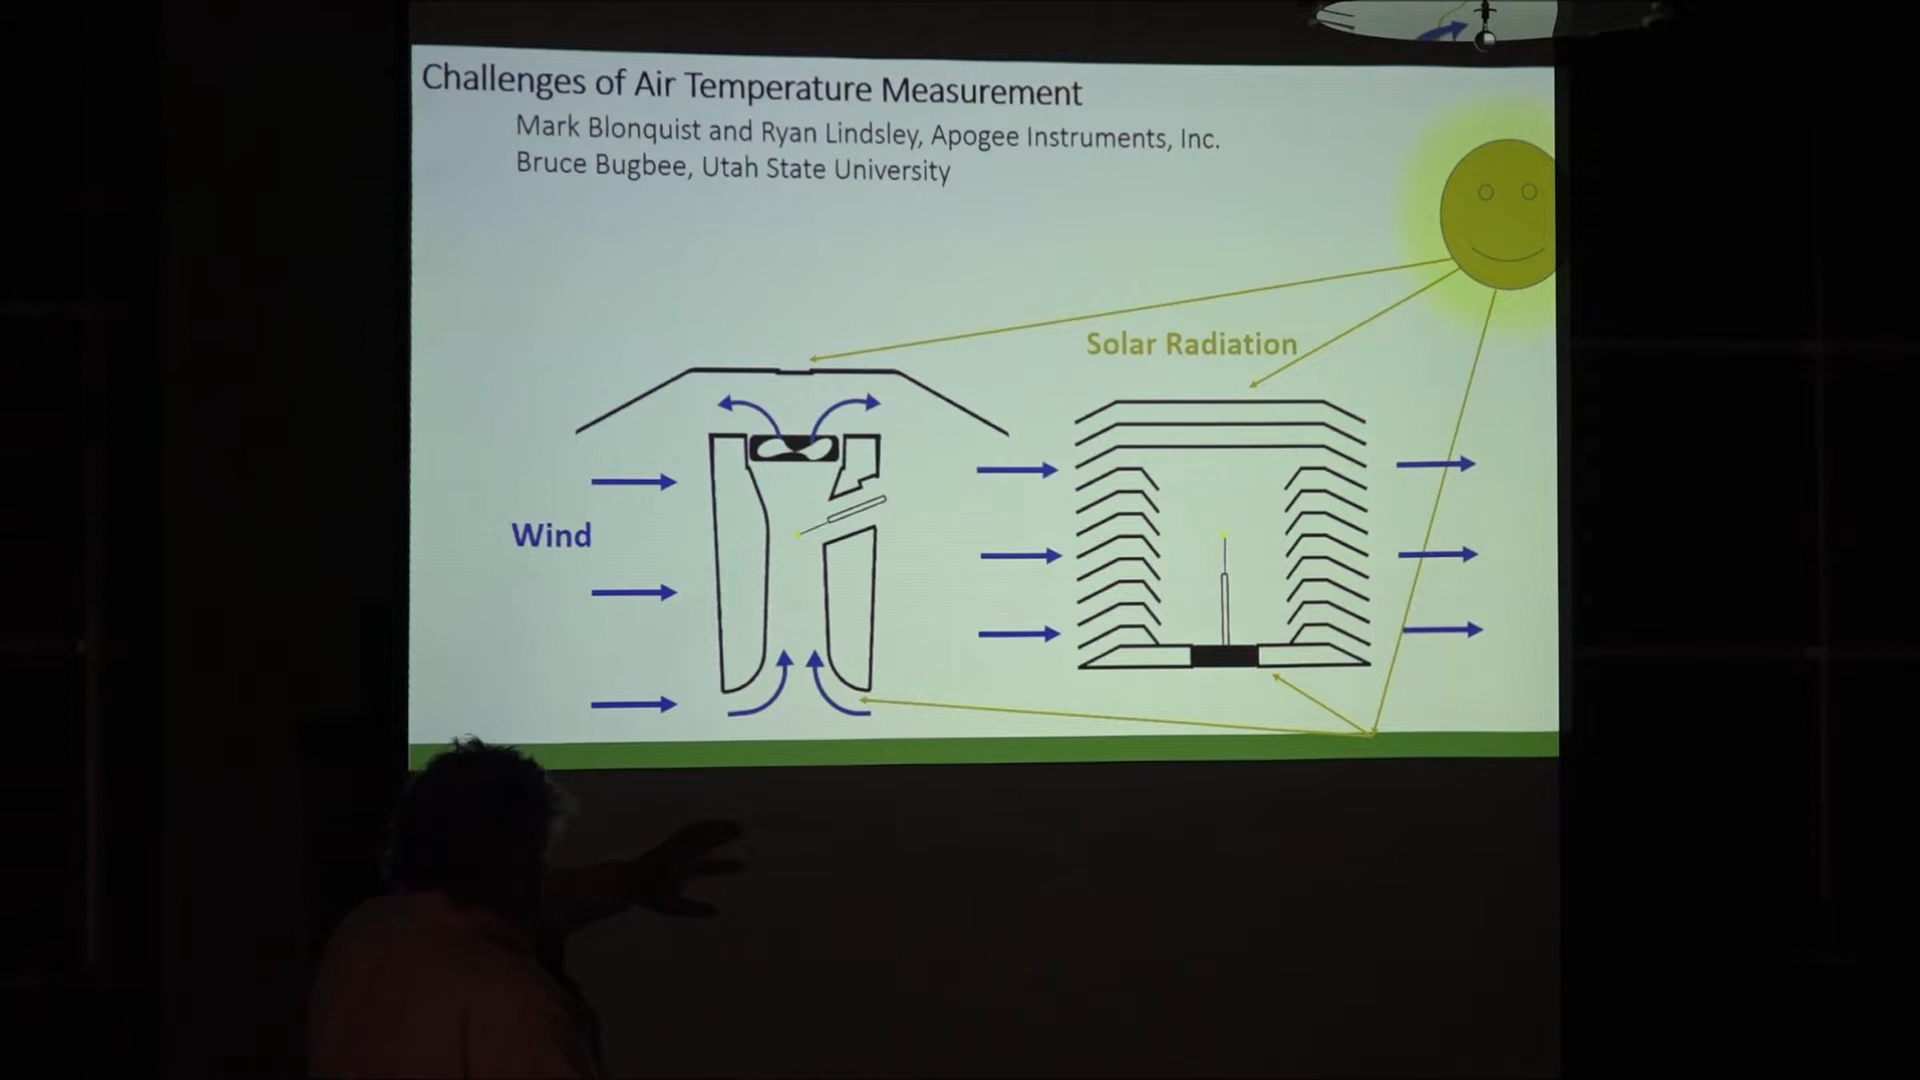 Challenges of Air Temperature Measurement
Mark Blonquist and Ryan Lindsley, Apogee Instruments, Inc.
Bruce Bugbee, Utah State University
Solar Radiation
Wind